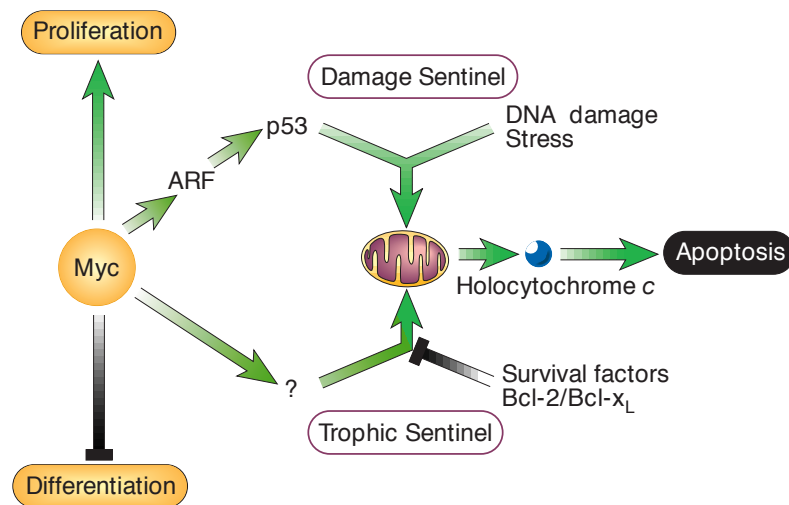 Proliferation
Damage Sentinel
p53
DNA damage
Stress
ARF
Myc
Apoptosis
Holocytochrome c
?
Survival factors
Bcl-2/Bcl-xL
Trophic Sentinel
Differentiation